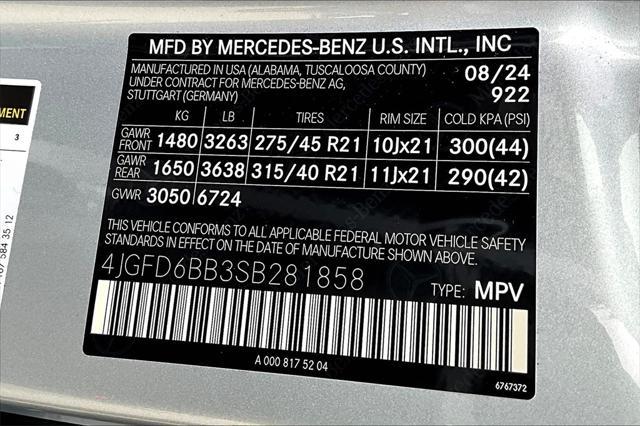 MFD BY MERCEDES-BENZ U.S. INTL., INC
MANUFACTURED IN USA (ALABAMA, TUSCALOOSA COUNTY) 08/24
UNDER CONTRACT FOR MERCEDES-BENZ AG, 922
STUTTGART (GERMANY)
KG LB TIRES RIM SIZE COLD KPA (PSI)
GAWR FRONT 1480 3263 275/45 R21 10Jx21 300(44)
GAWR REAR 1650 3638 315/40 R21 11Jx21 290(42)
GVWR 3050 6724
THIS VEHICLE CONFORMS TO ALL APPLICABLE FEDERAL MOTOR VEHICLE SAFETY
STANDARDS IN EFFECT ON THE DATE OF MANUFACTURE SHOWN ABOVE.
4JGFD6BB3SB281858 TYPE: MPV
A 000 817 52 04
6767372
3
584 3512